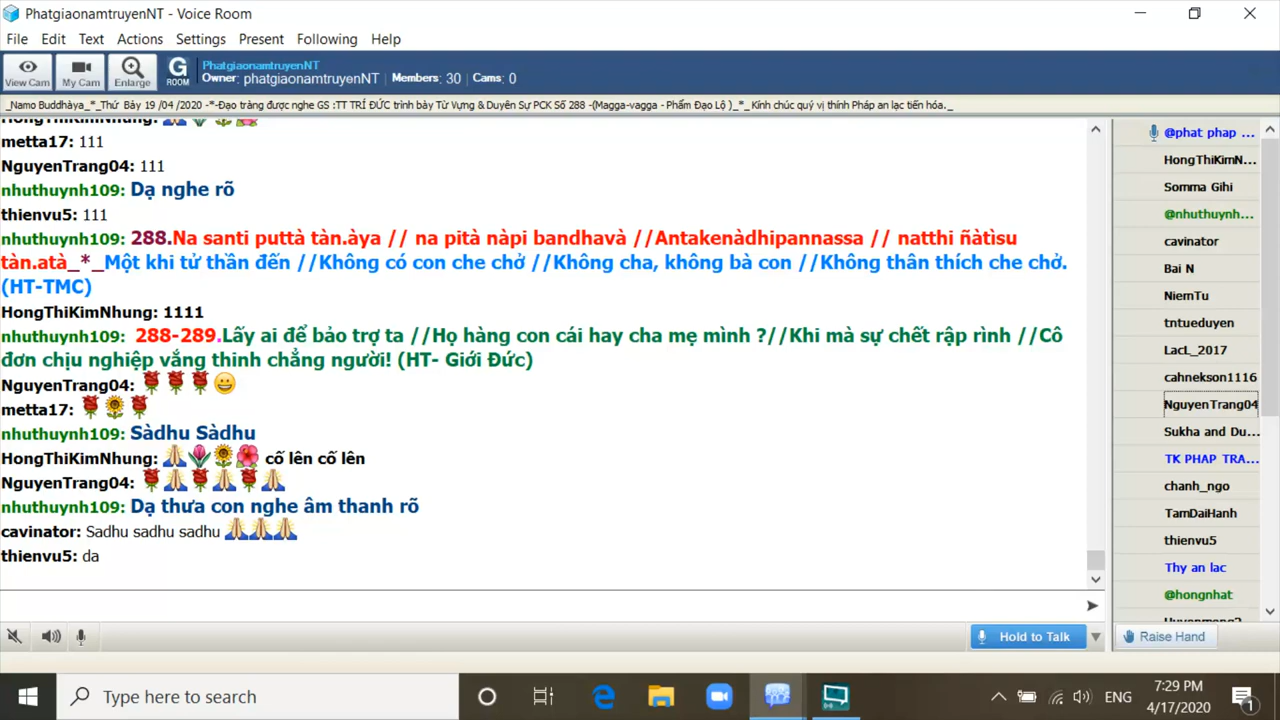 PhatgiaonamtruyenNT - Voice Room
File Edit Text Actions Settings Present Following Help
View Cam My Cam Enlarge G ROOM
PhatgiaonamtruyenNT
Owner: phatgiaonamtruyenNT Members: 30 Cams: 0
_Namo Buddhàya_*_Thứ Bảy 19 /04 /2020 -*-Đạo tràng được nghe GS :TT TRÍ ĐỨC trình bày Từ Vựng & Duyên Sự PCK Số 288 -(Magga-vagga - Phẩm Đạo Lộ )_*_ Kính chúc quý vị thính Pháp an lạc tiến hóa._
HongThiKimNhung:
metta17: 111
NguyenTrang04: 111
nhuthuynh109: Dạ nghe rõ
thienvu5: 111
nhuthuynh109: 288.Na santi puttà tàn.àya // na pità nàpi bandhavà //Antakenàdhipannassa // natthi ñàtìsu
tàn.atà_*_Một khi tử thần đến //Không có con che chở //Không cha, không bà con //Không thân thích che chở.
(HT-TMC)
HongThiKimNhung: 1111
nhuthuynh109: 288-289.Lấy ai để bảo trợ ta //Họ hàng con cái hay cha mẹ mình ?//Khi mà sự chết rập rình //Cô
đơn chịu nghiệp vắng thinh chẳng người! (HT- Giới Đức)
NguyenTrang04: 🌹🌹🌹😀
metta17: 🌹🌻🌹
nhuthuynh109: Sàdhu Sàdhu
HongThiKimNhung: 🙏🌷🌻🌺 cố lên cố lên
NguyenTrang04: 🌹🙏🌹🙏🌹🙏
nhuthuynh109: Dạ thưa con nghe âm thanh rõ
cavinator: Sadhu sadhu sadhu 🙏🙏🙏
thienvu5: da
@phat phap ...
HongThiKimN...
Somma Gihi
@nhuthuynh...
cavinator
Bai N
NiemTu
tntueduyen
LacL_2017
cahnekson1116
NguyenTrang04
Sukha and Du...
TK PHAP TRA...
chanh_ngo
TamDaiHanh
thienvu5
Thy an lac
@hongnhat
Hold to Talk
Raise Hand
Type here to search
ENG
7:29 PM
4/17/2020
1